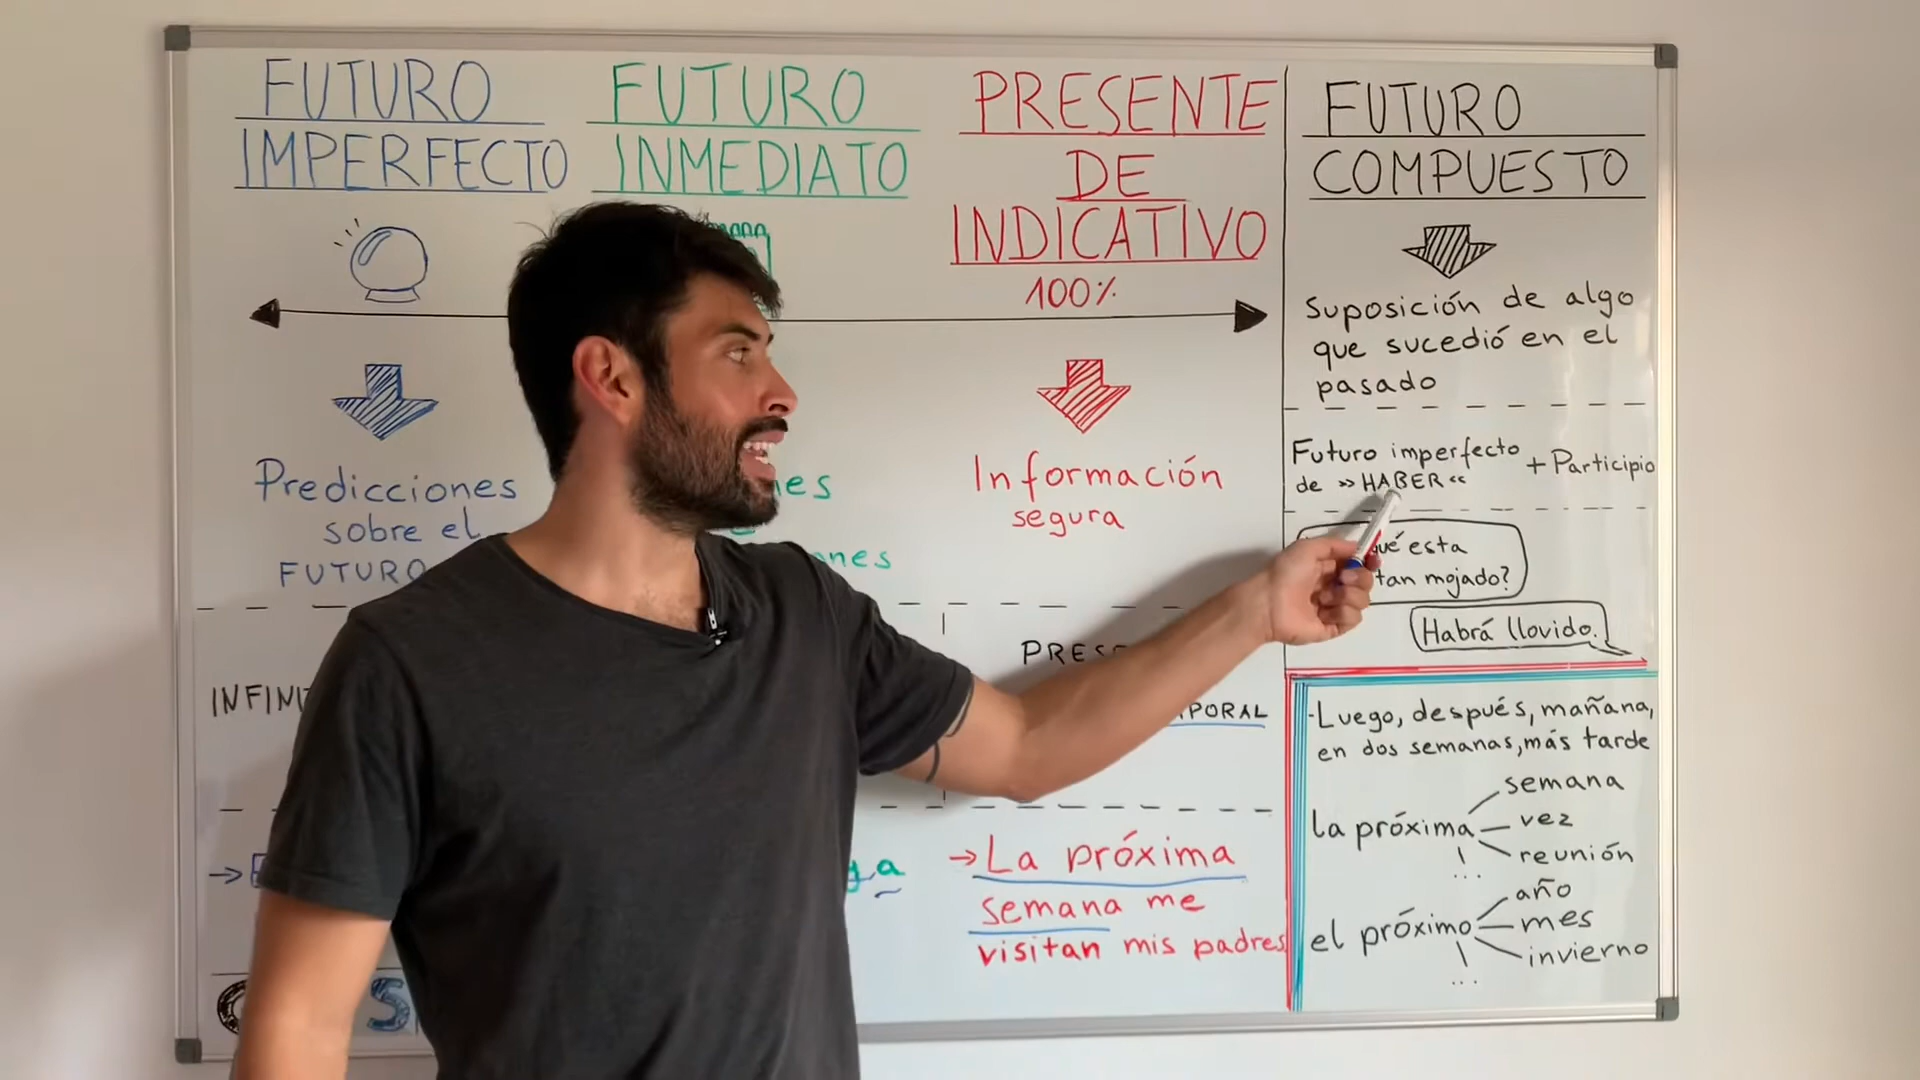 FUTURO
IMPERFECTO
Predicciones
sobre el
FUTURO
FUTURO
INMEDIATO
PRESENTE
DE
INDICATIVO
100%
Información
segura
→La próxima
semana me
visitan mis padres
FUTURO
COMPUESTO
Suposición de algo
que sucedió en el
pasado
Futuro imperfecto + Participio
de »HABER«
esta
tan mojado?
Habrá llovido.
-Luego, después, mañana,
en dos semanas, más tarde
la próxima
semana
vez
reunión
...
el próximo
año
mes
invierno
...